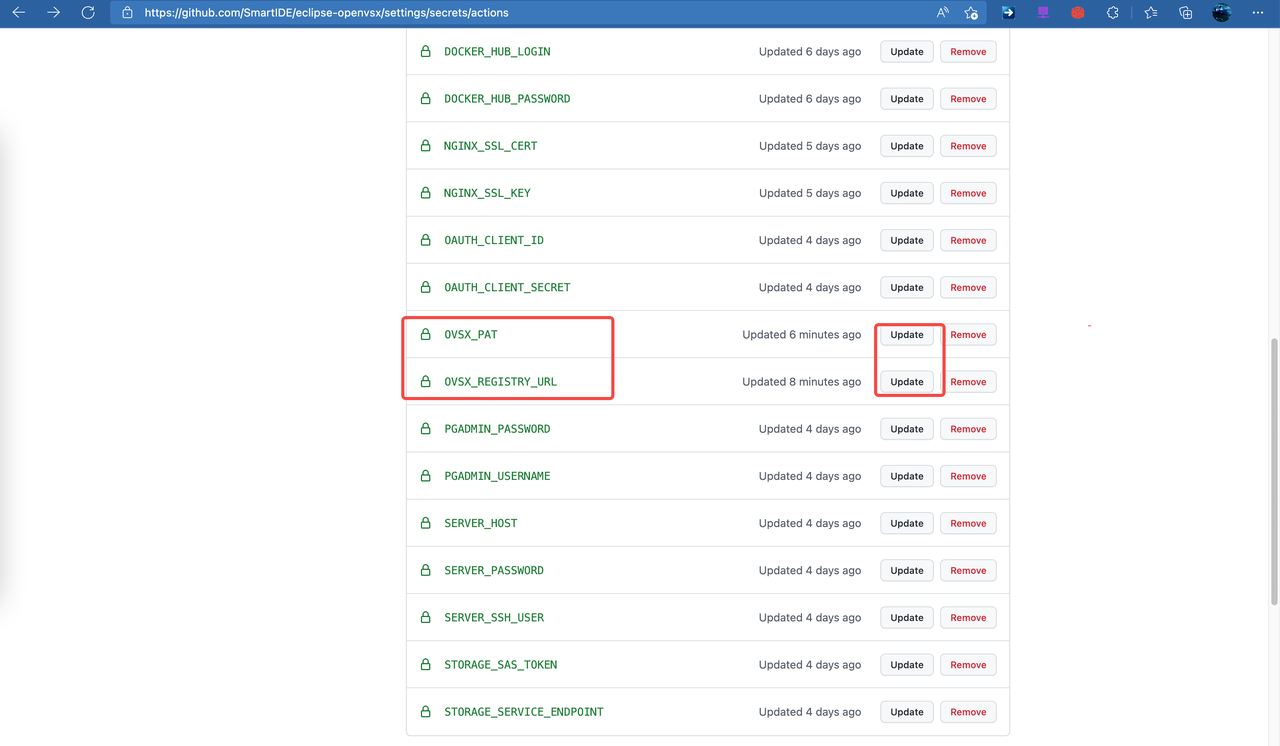 https://github.com/SmartIDE/eclipse-openvsx/settings/secrets/actions
DOCKER_HUB_LOGIN Updated 6 days ago Update Remove
DOCKER_HUB_PASSWORD Updated 6 days ago Update Remove
NGINX_SSL_CERT Updated 5 days ago Update Remove
NGINX_SSL_KEY Updated 5 days ago Update Remove
OAUTH_CLIENT_ID Updated 4 days ago Update Remove
OAUTH_CLIENT_SECRET Updated 4 days ago Update Remove
OVSX_PAT Updated 6 minutes ago Update Remove
OVSX_REGISTRY_URL Updated 8 minutes ago Update Remove
PGADMIN_PASSWORD Updated 4 days ago Update Remove
PGADMIN_USERNAME Updated 4 days ago Update Remove
SERVER_HOST Updated 4 days ago Update Remove
SERVER_PASSWORD Updated 4 days ago Update Remove
SERVER_SSH_USER Updated 4 days ago Update Remove
STORAGE_SAS_TOKEN Updated 4 days ago Update Remove
STORAGE_SERVICE_ENDPOINT Updated 4 days ago Update Remove